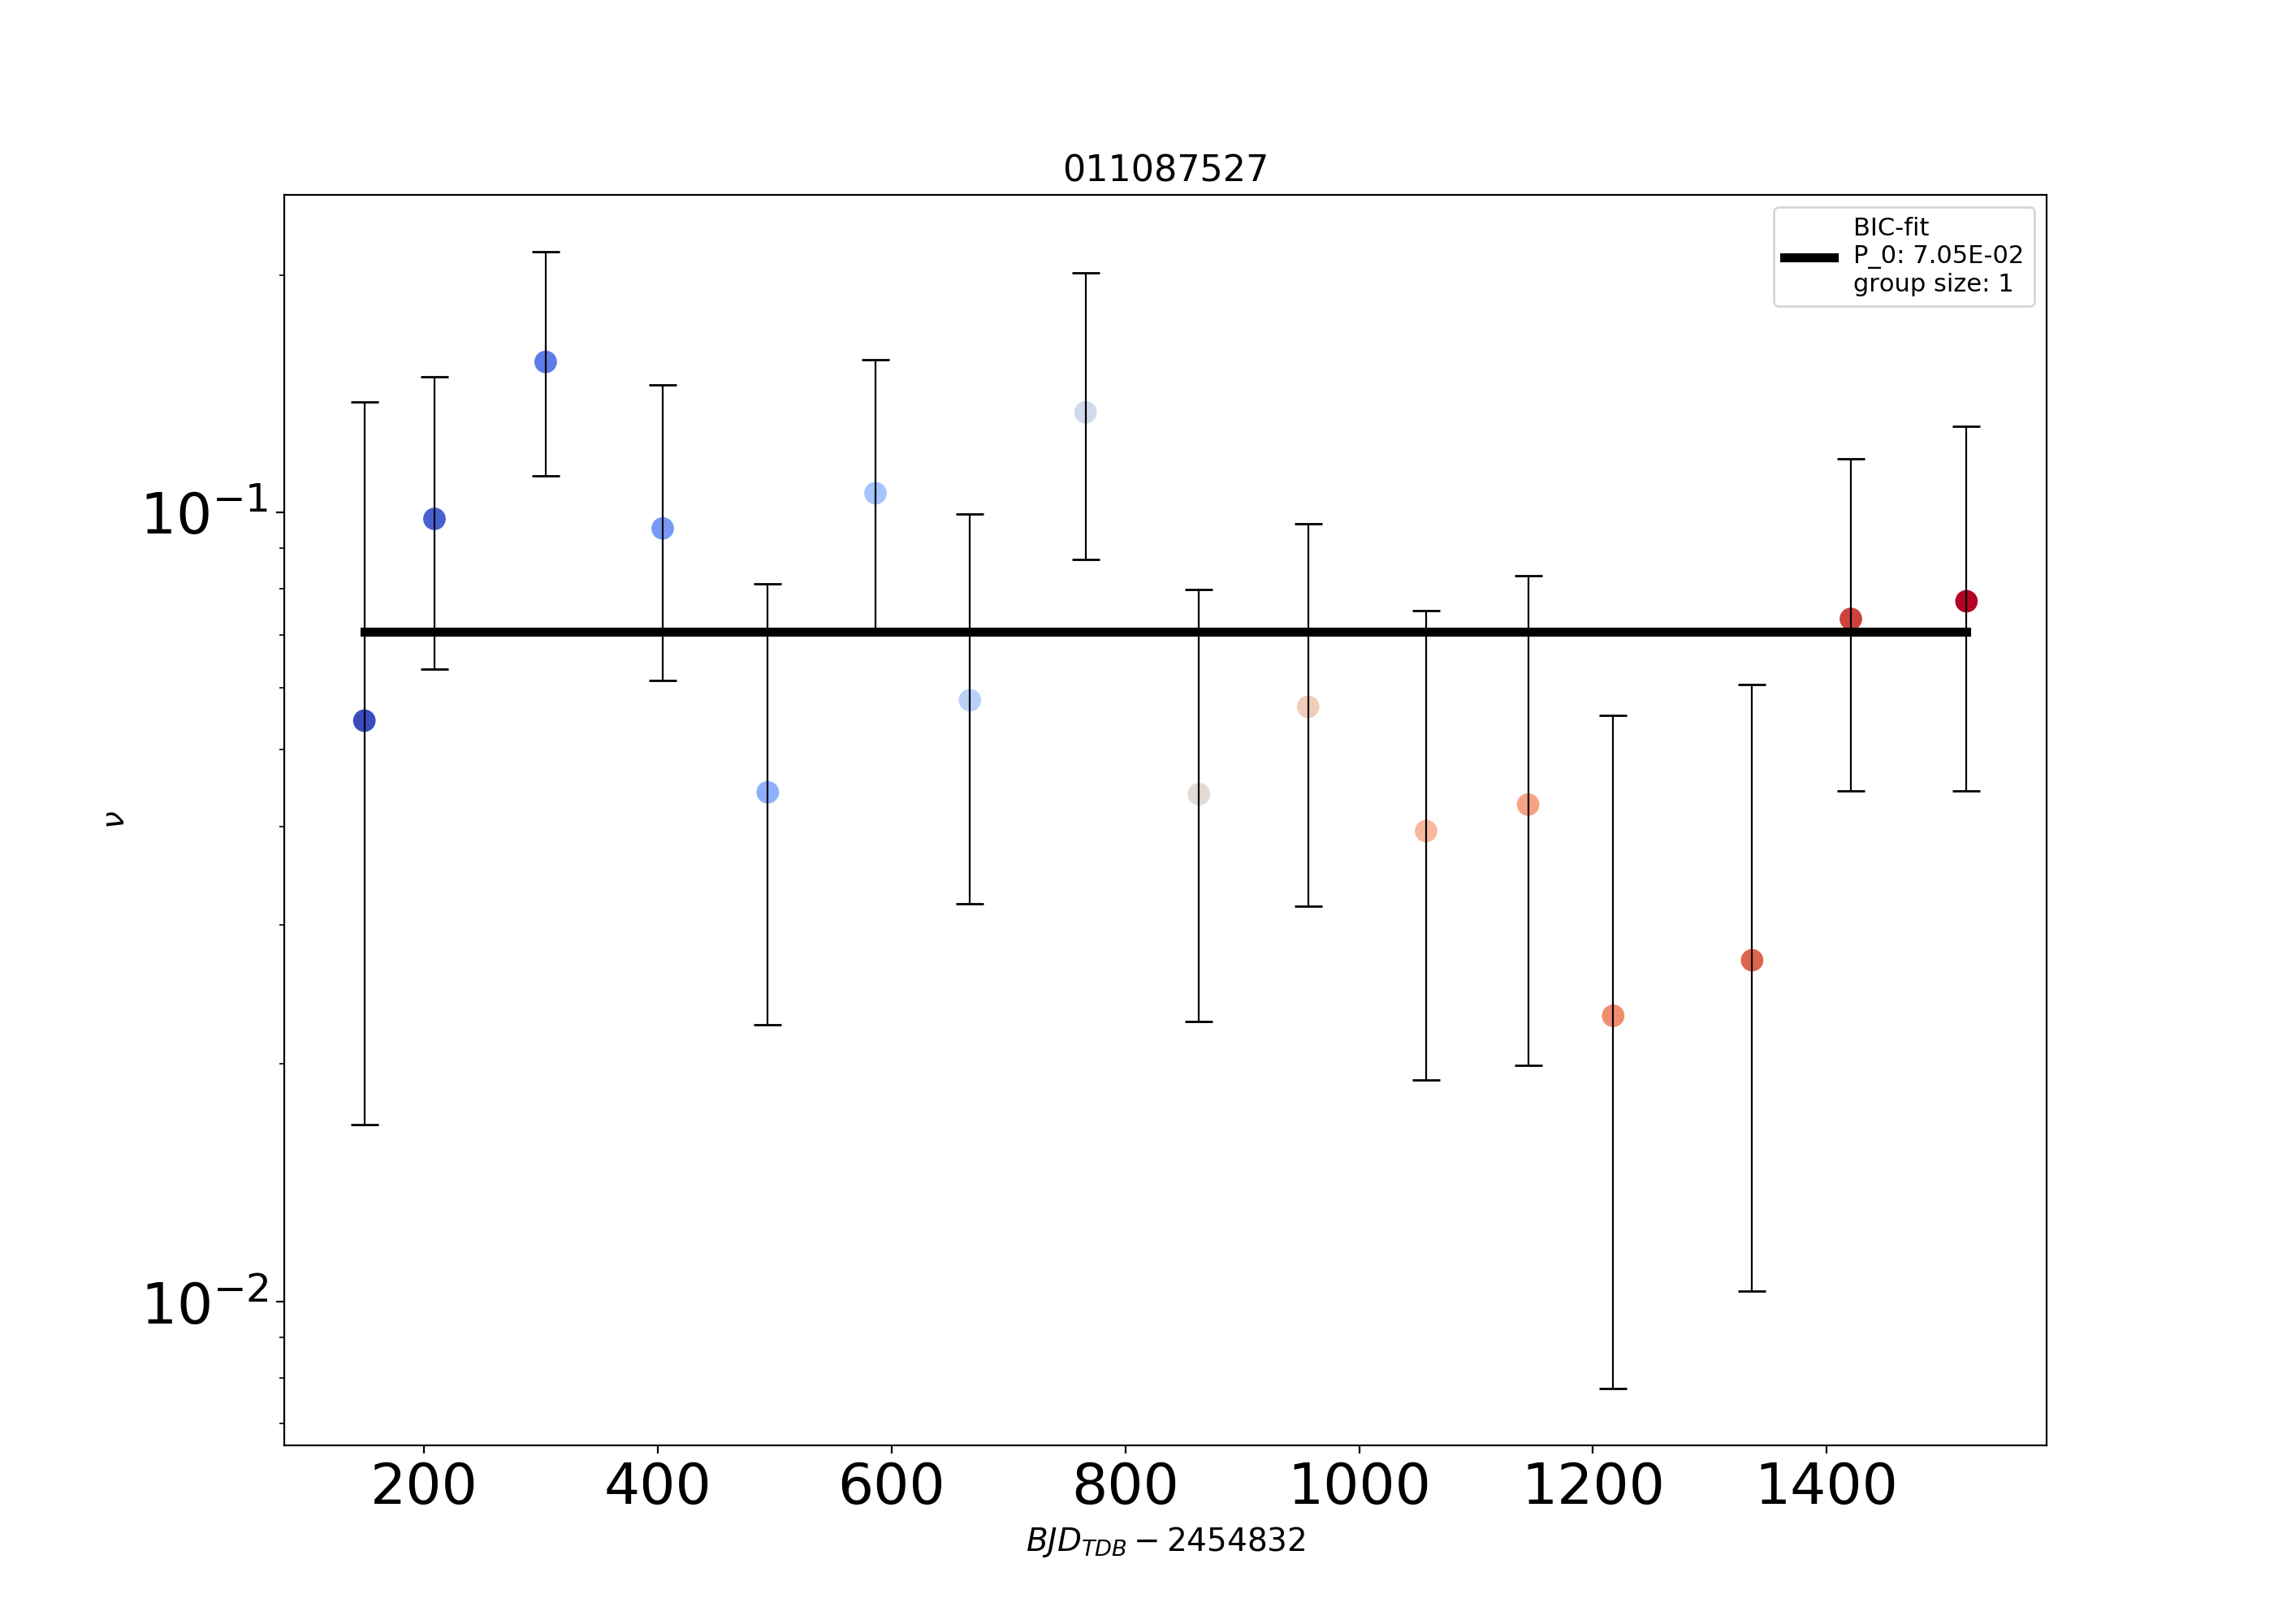 011087527
BIC-fit
P_0: 7.05E-02
group size: 1
10⁻¹
10⁻²
ν
200 400 600 800 1000 1200 1400
BJD_TDB − 2454832